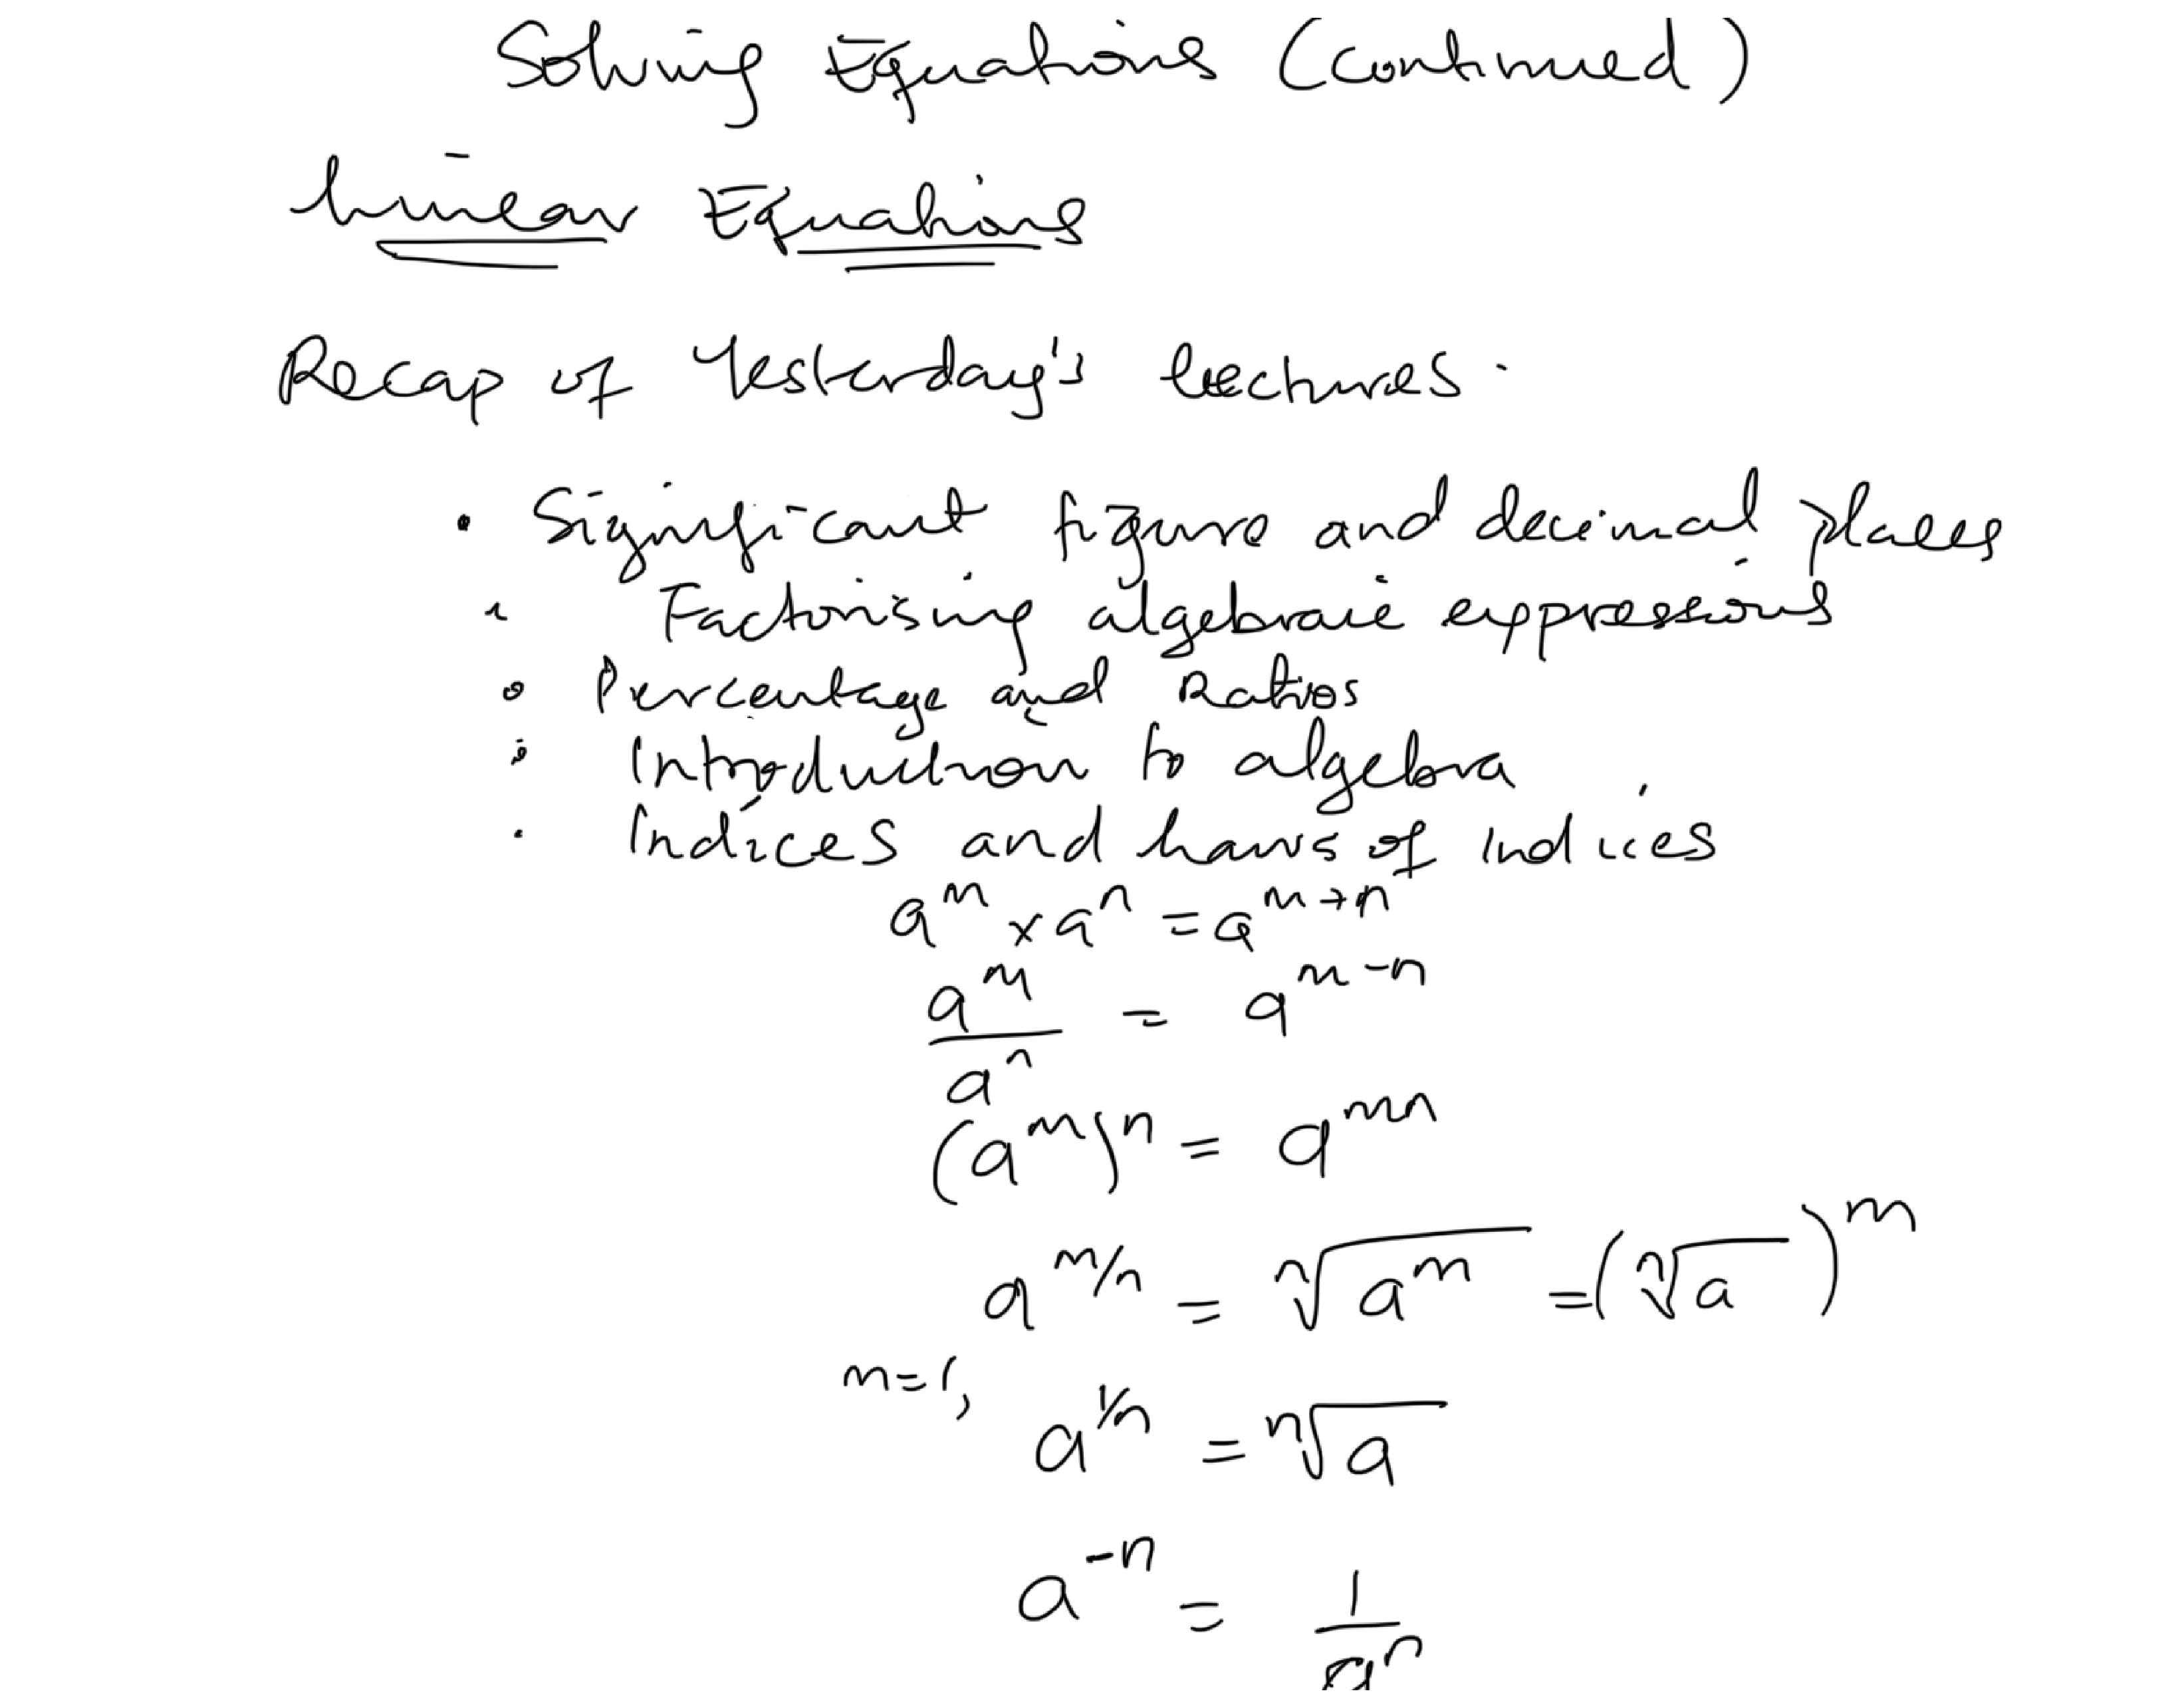 Solving Equations (continued)
Linear Equations
Recap of Yesterday's lectures.
• Significant figure and decimal places
• Factorising algebraic expressions
• Percentage and Ratios
• Introduction to algebra
• Indices and Laws of indices
a^m × a^n = a^(m+n)
a^m / a^n = a^(m-n)
(a^m)^n = a^(mn)
a^(m/n) = ⁿ√(a^m) = (ⁿ√a)^m
m=1,
a^(1/n) = ⁿ√a
a^(-n) = 1/a^n